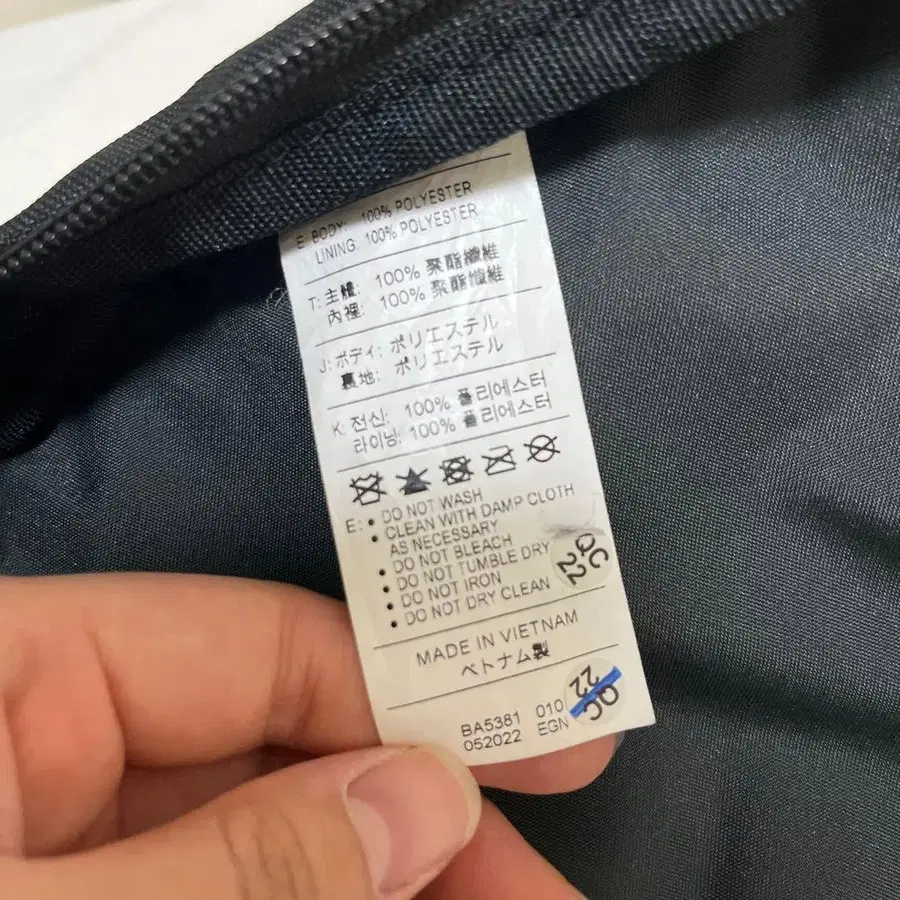 E: BODY: 100% POLYESTER
LINING: 100% POLYESTER
T: 主體: 100% 聚酯纖維
內裡: 100% 聚酯纖維
J: ボディ: ポリエステル
裏地: ポリエステル
K: 전신: 100% 폴리에스터
라이닝: 100% 폴리에스터
E: • DO NOT WASH
• CLEAN WITH DAMP CLOTH
AS NECESSARY
• DO NOT BLEACH
• DO NOT TUMBLE DRY
• DO NOT IRON
• DO NOT DRY CLEAN
QC
22
MADE IN VIETNAM
ベトナム製
QC
22
BA5381 010
052022 EGN